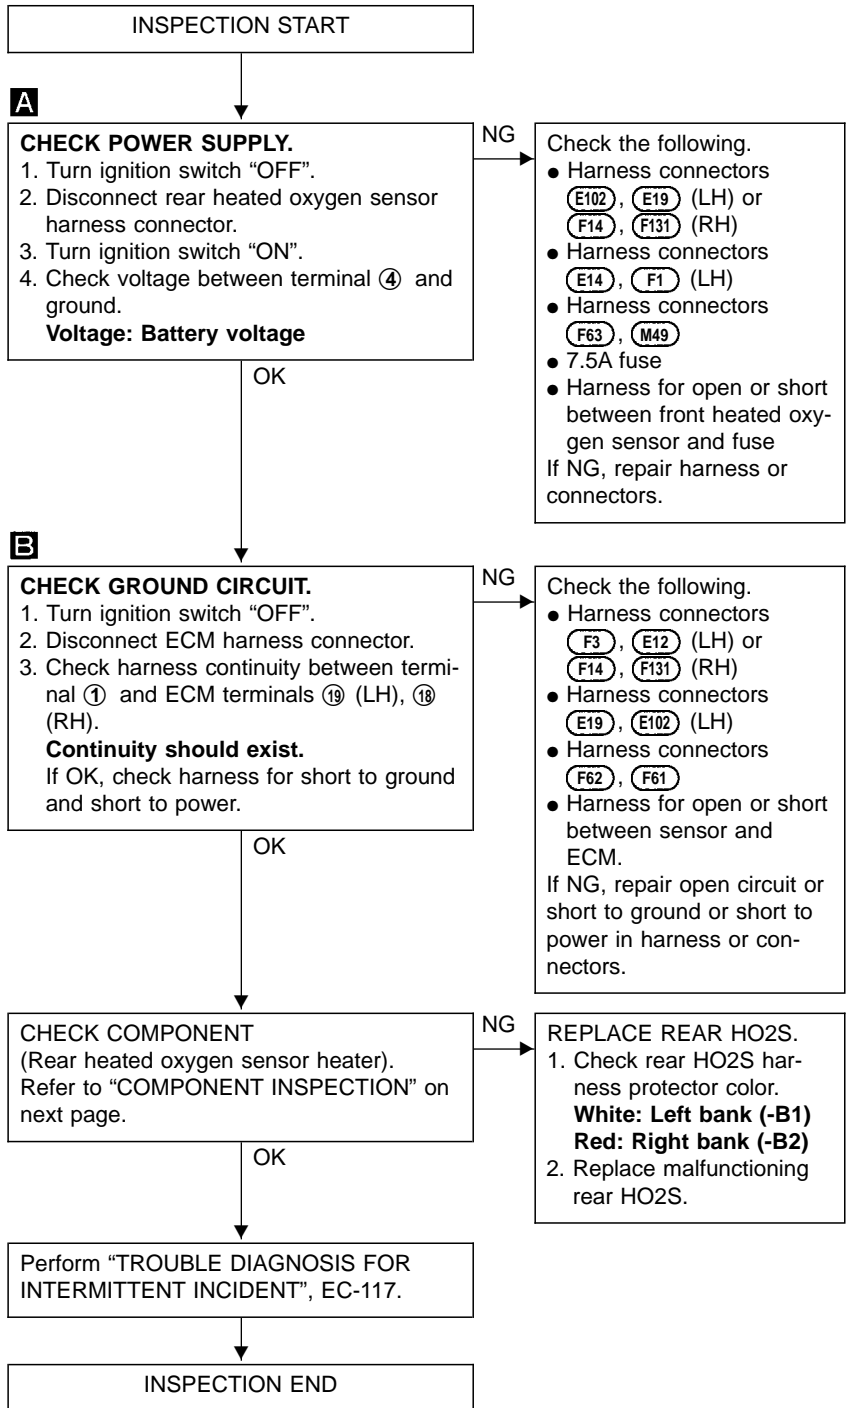 INSPECTION START
A
CHECK POWER SUPPLY.
1. Turn ignition switch “OFF”.
2. Disconnect rear heated oxygen sensor
harness connector.
3. Turn ignition switch “ON”.
4. Check voltage between terminal ④ and
ground.
Voltage: Battery voltage
NG
Check the following.
● Harness connectors
E102, E19 (LH) or
F14, F131 (RH)
● Harness connectors
E14, F1 (LH)
● Harness connectors
F63, M49
● 7.5A fuse
● Harness for open or short
between front heated oxy-
gen sensor and fuse
If NG, repair harness or
connectors.
OK
B
CHECK GROUND CIRCUIT.
1. Turn ignition switch “OFF”.
2. Disconnect ECM harness connector.
3. Check harness continuity between termi-
nal ① and ECM terminals ⑲ (LH), ⑱
(RH).
Continuity should exist.
If OK, check harness for short to ground
and short to power.
NG
Check the following.
● Harness connectors
F3, E12 (LH) or
F14, F131 (RH)
● Harness connectors
E19, E102 (LH)
● Harness connectors
F62, F61
● Harness for open or short
between sensor and
ECM.
If NG, repair open circuit or
short to ground or short to
power in harness or con-
nectors.
OK
CHECK COMPONENT
(Rear heated oxygen sensor heater).
Refer to “COMPONENT INSPECTION” on
next page.
NG
REPLACE REAR HO2S.
1. Check rear HO2S har-
ness protector color.
White: Left bank (-B1)
Red: Right bank (-B2)
2. Replace malfunctioning
rear HO2S.
OK
Perform “TROUBLE DIAGNOSIS FOR
INTERMITTENT INCIDENT”, EC-117.
INSPECTION END